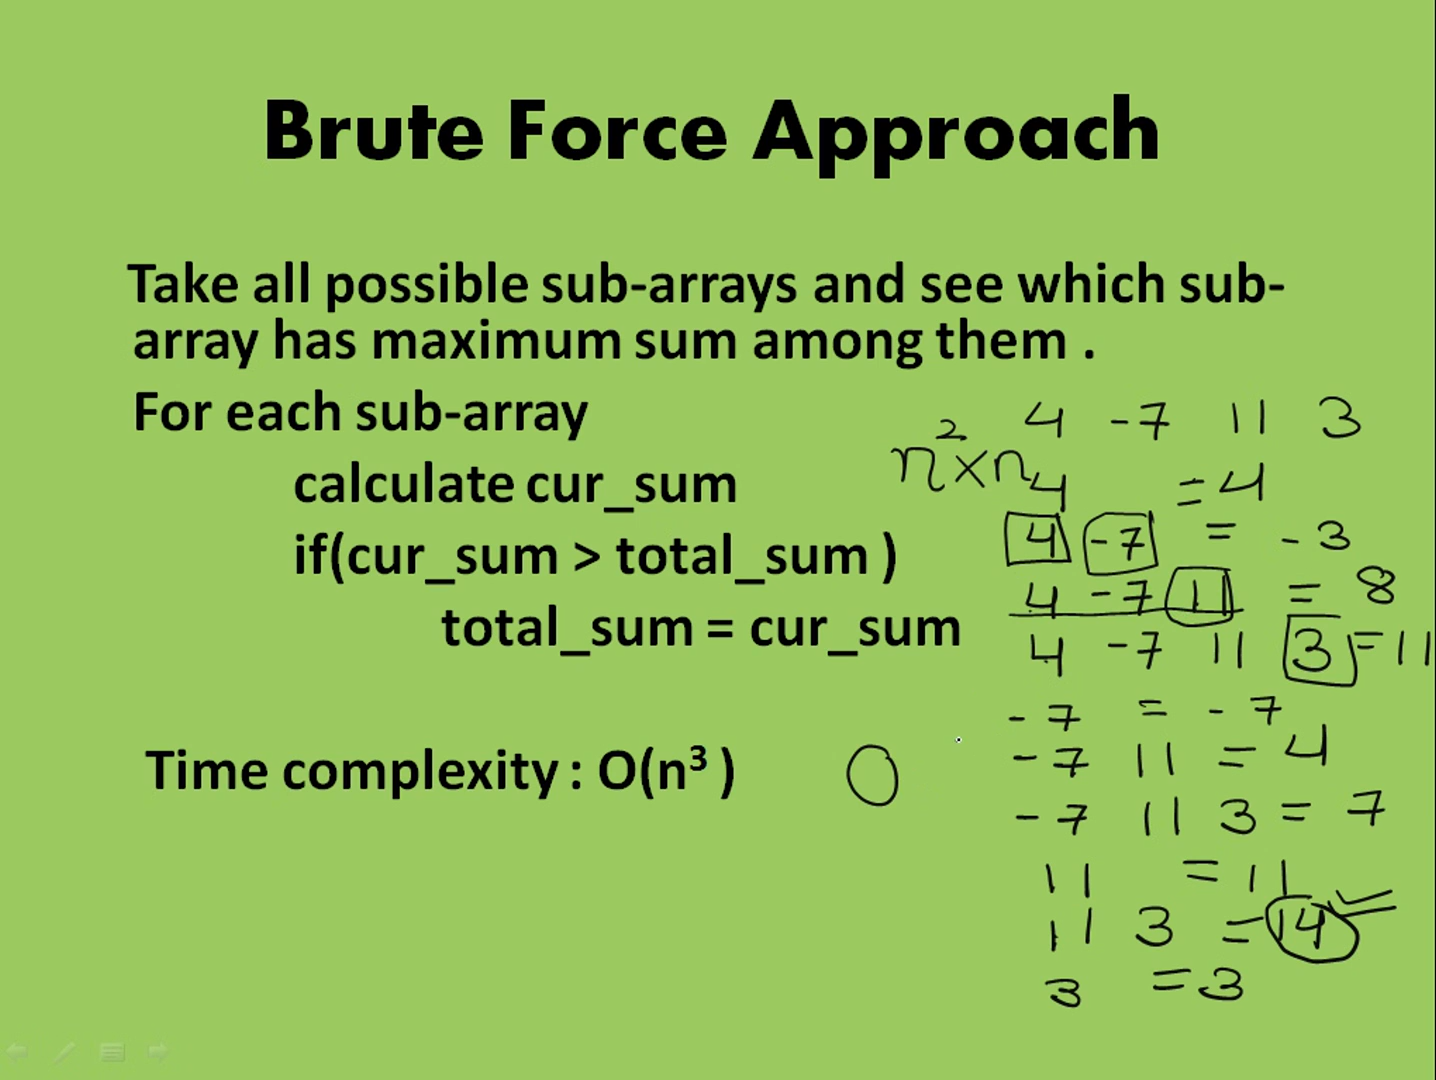 Brute Force Approach
Take all possible sub-arrays and see which sub-
array has maximum sum among them .
For each sub-array
calculate cur_sum
if(cur_sum > total_sum )
total_sum = cur_sum
Time complexity : O(n³ )
O
n² × n
4 -7 11 3
4 = 4
4 -7 = -3
4 -7 11 = 8
4 -7 11 3 = 11
-7 = -7
-7 11 = 4
-7 11 3 = 7
11 = 11
11 3 = 14
3 = 3